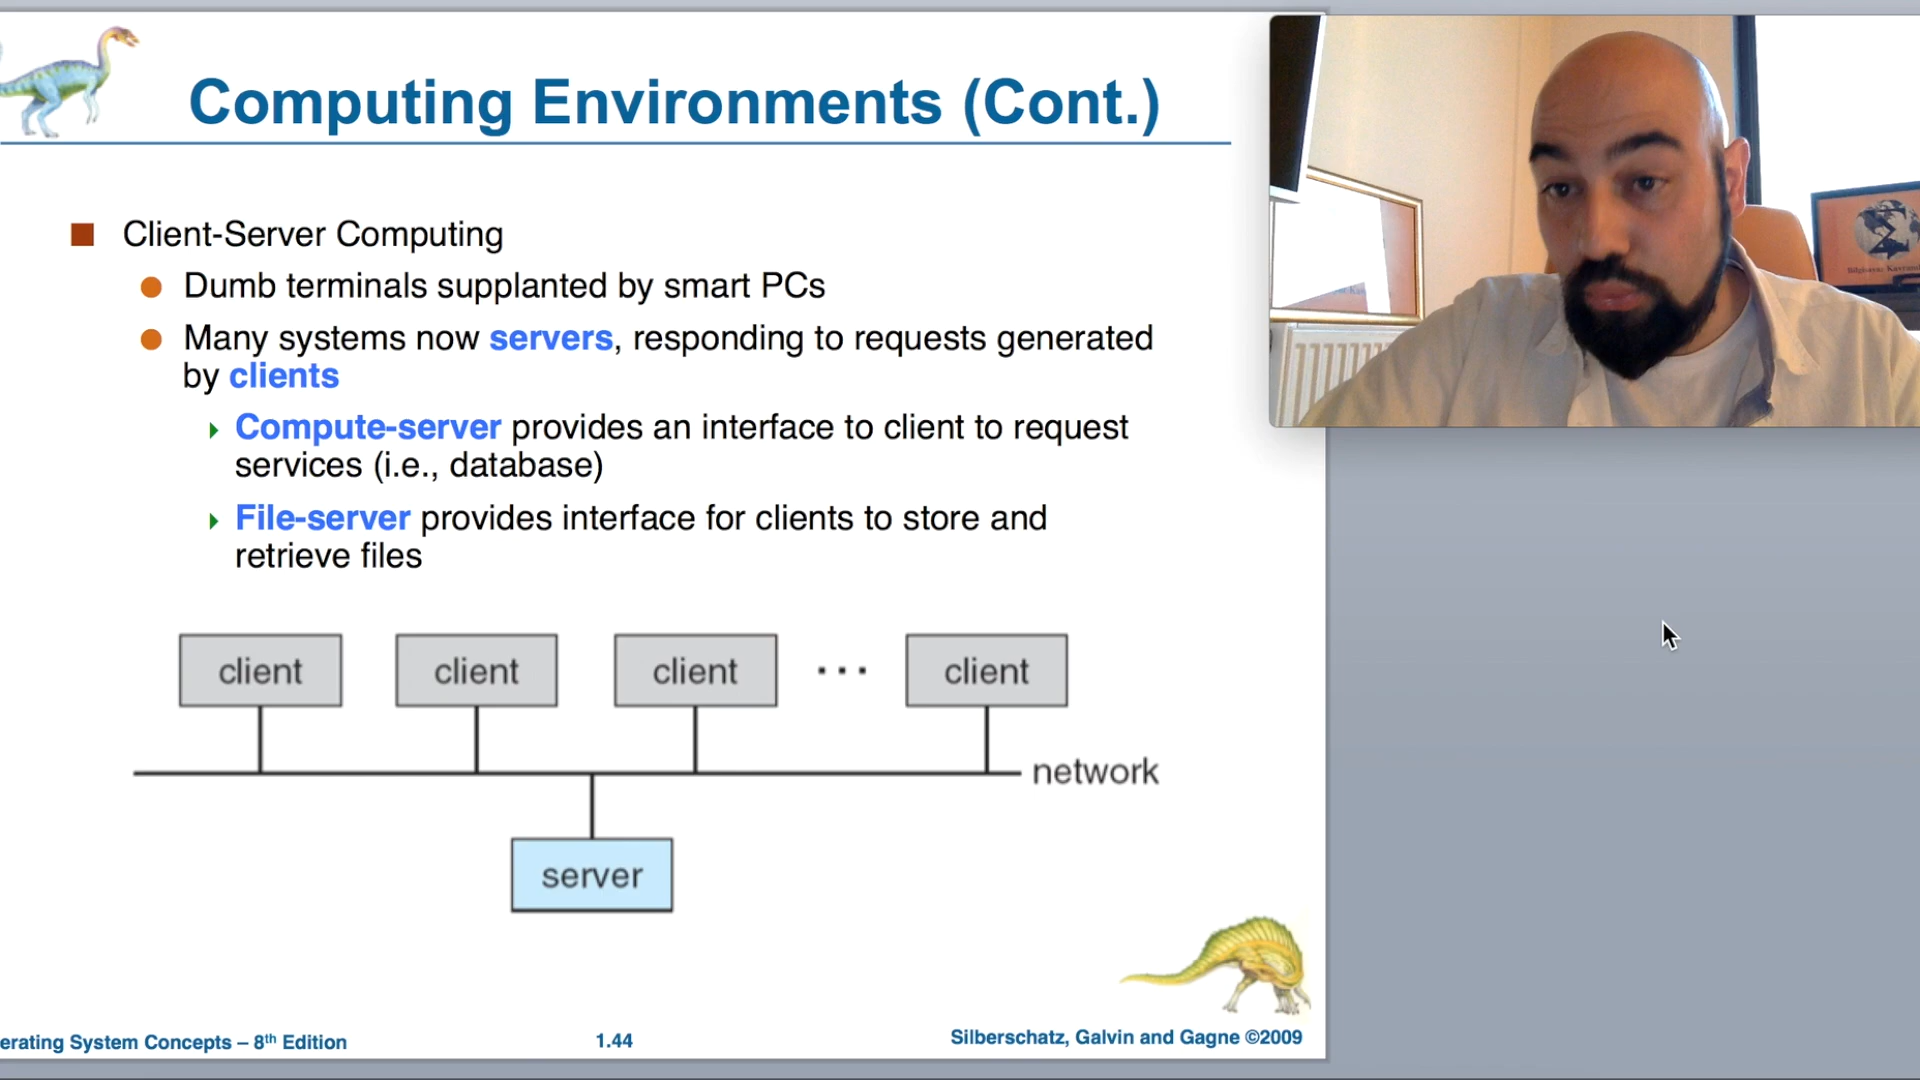 Computing Environments (Cont.)
Client-Server Computing
Dumb terminals supplanted by smart PCs
Many systems now servers, responding to requests generated
by clients
Compute-server provides an interface to client to request
services (i.e., database)
File-server provides interface for clients to store and
retrieve files
client client client ... client
network
server
erating System Concepts – 8th Edition
1.44
Silberschatz, Galvin and Gagne ©2009
Bilgisayar